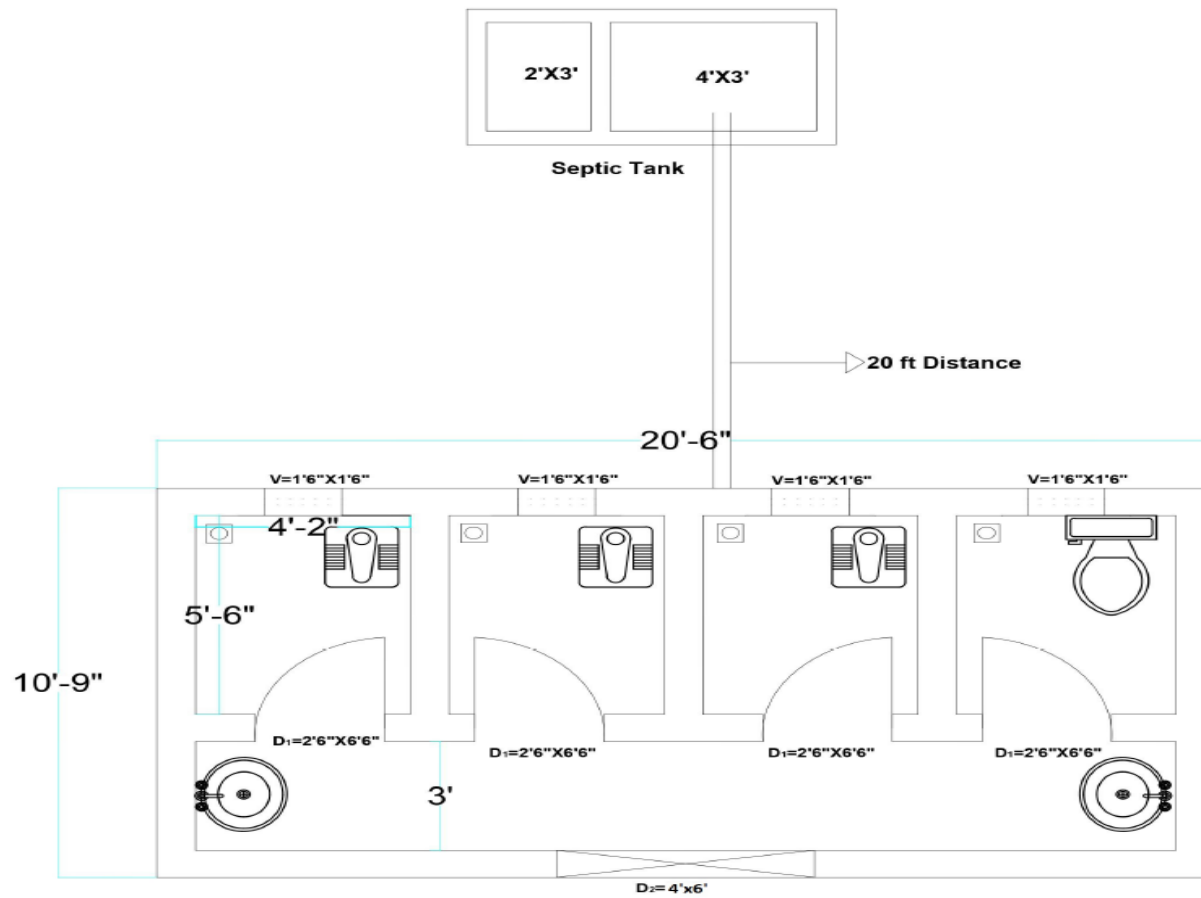 2'X3'
4'X3'
Septic Tank
20 ft Distance
20'-6"
V=1'6"X1'6"
V=1'6"X1'6"
V=1'6"X1'6"
V=1'6"X1'6"
4'-2"
5'-6"
10'-9"
D₁=2'6"X6'6"
D₁=2'6"X6'6"
D₁=2'6"X6'6"
D₁=2'6"X6'6"
3'
D₂=4'x6'